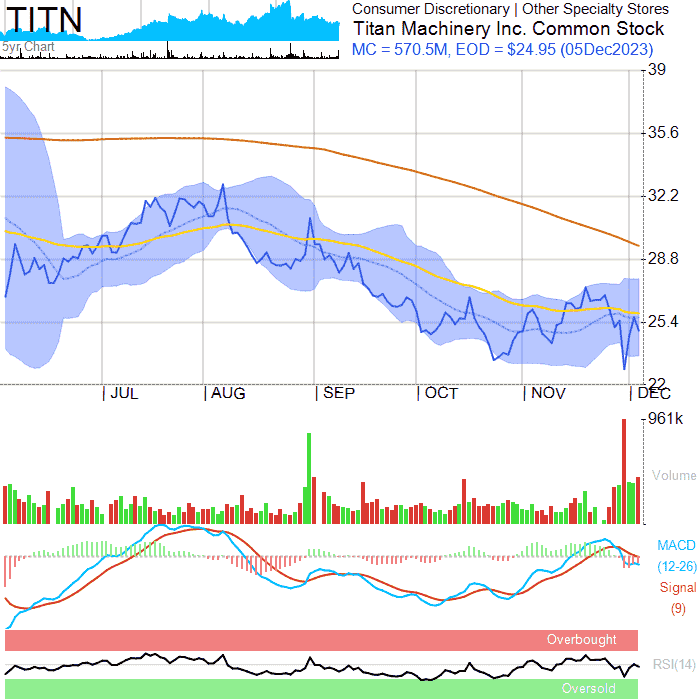 TITN
5yr Chart
Consumer Discretionary | Other Specialty Stores
Titan Machinery Inc. Common Stock
MC = 570.5M, EOD = $24.95 (05Dec2023)
39
35.6
32.2
28.8
25.4
22
| JUL | AUG | SEP | OCT | NOV | DEC
961k
Volume
MACD
(12-26)
Signal
(9)
Overbought
RSI(14)
Oversold